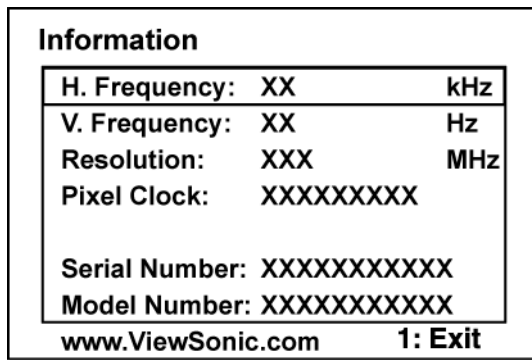 Information
H. Frequency: XX kHz
V. Frequency: XX Hz
Resolution: XXX MHz
Pixel Clock: XXXXXXXXX
Serial Number: XXXXXXXXXXX
Model Number: XXXXXXXXXXX
www.ViewSonic.com 1: Exit